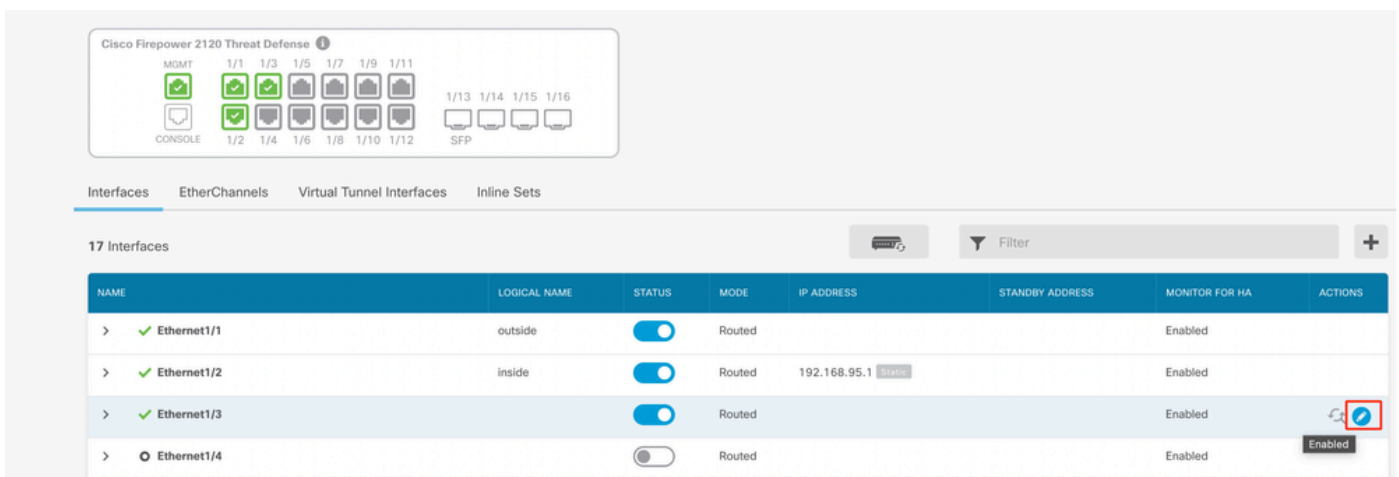 Cisco Firepower 2120 Threat Defense
MGMT 1/1 1/3 1/5 1/7 1/9 1/11
1/13 1/14 1/15 1/16
CONSOLE 1/2 1/4 1/6 1/8 1/10 1/12 SFP
Interfaces EtherChannels Virtual Tunnel Interfaces Inline Sets
17 Interfaces Filter +
NAME LOGICAL NAME STATUS MODE IP ADDRESS STANDBY ADDRESS MONITOR FOR HA ACTIONS
Ethernet1/1 outside Routed Enabled
Ethernet1/2 inside Routed 192.168.95.1 Static Enabled
Ethernet1/3 Routed Enabled
Enabled
Ethernet1/4 Routed Enabled